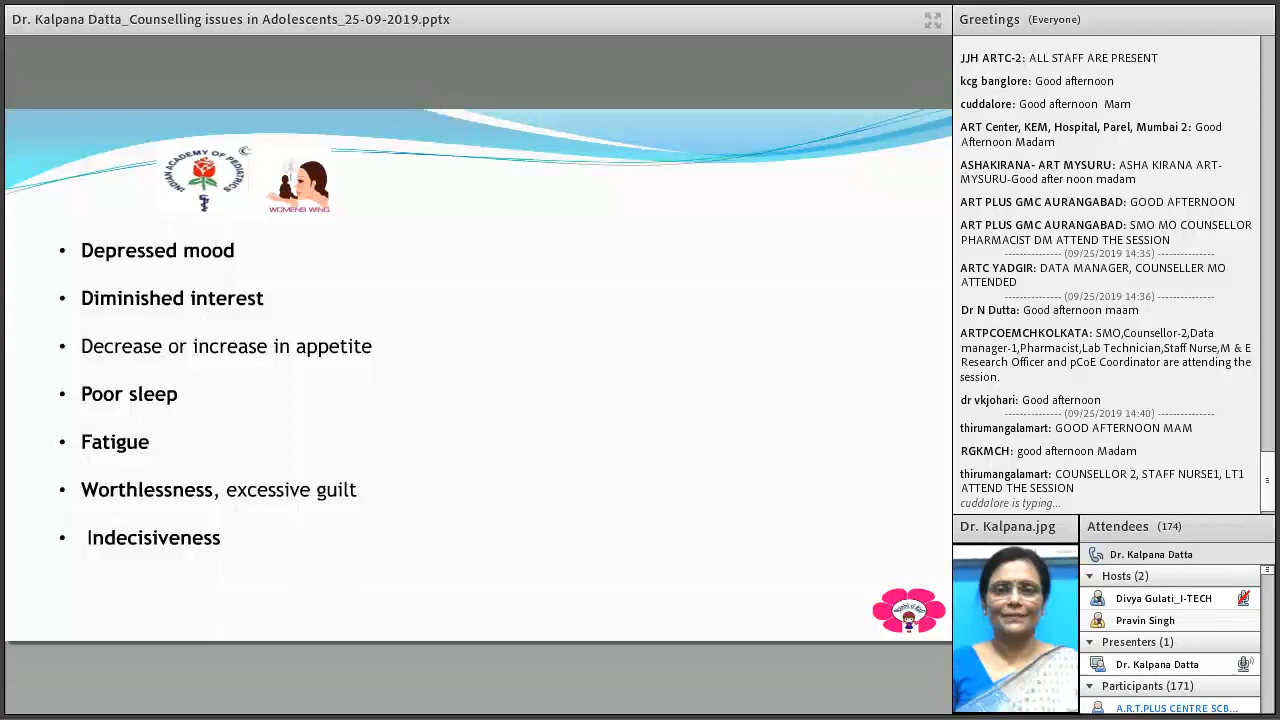 Dr. Kalpana Datta_Counselling issues in Adolescents_25-09-2019.pptx
INDIAN ACADEMY OF PEDIATRICS
WOMENS WING
• Depressed mood
• Diminished interest
• Decrease or increase in appetite
• Poor sleep
• Fatigue
• Worthlessness, excessive guilt
• Indecisiveness
Greetings (Everyone)
JJH ARTC-2: ALL STAFF ARE PRESENT
kcg banglore: Good afternoon
cuddalore: Good afternoon Mam
ART Center, KEM, Hospital, Parel, Mumbai 2: Good
Afternoon Madam
ASHAKIRANA- ART MYSURU: ASHA KIRANA ART-
MYSURU-Good after noon madam
ART PLUS GMC AURANGABAD: GOOD AFTERNOON
ART PLUS GMC AURANGABAD: SMO MO COUNSELLOR
PHARMACIST DM ATTEND THE SESSION
--------------- (09/25/2019 14:35) ---------------
ARTC YADGIR: DATA MANAGER, COUNSELLER MO
ATTENDED
--------------- (09/25/2019 14:36) ---------------
Dr N Dutta: Good afternoon maam
ARTPCOEMCHKOLKATA: SMO,Counsellor-2,Data
manager-1,Pharmacist,Lab Technician,Staff Nurse,M & E
Research Officer and pCoE Coordinator are attending the
session.
dr vkjohari: Good afternoon
--------------- (09/25/2019 14:40) ---------------
thirumangalamart: GOOD AFTERNOON MAM
RGKMCH: good afternoon Madam
thirumangalamart: COUNSELLOR 2, STAFF NURSE1, LT1
ATTEND THE SESSION
cuddalore is typing...
Dr. Kalpana.jpg
Attendees (174)
Dr. Kalpana Datta
Hosts (2)
Divya Gulati_I-TECH
Pravin Singh
Presenters (1)
Dr. Kalpana Datta
Participants (171)
A.R.T.PLUS CENTRE SCB...